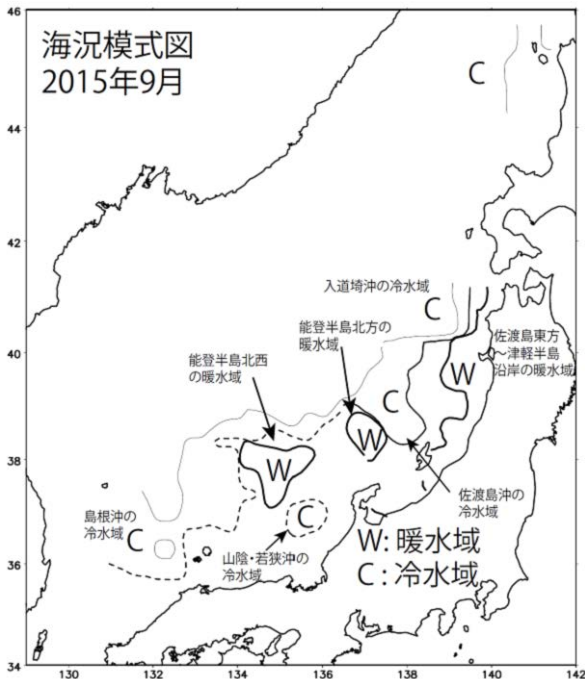 海況模式図
2015年9月
46
44
42
40
38
36
34
130
132
134
136
138
140
142
C
入道埼沖の冷水域
C
能登半島北方の
暖水域
佐渡島東方
~津軽半島
沿岸の暖水域
能登半島北西
の暖水域
W
C
W
W
佐渡島沖の
冷水域
島根沖の
冷水域
C
C
山陰・若狭沖の
冷水域
W: 暖水域
C: 冷水域